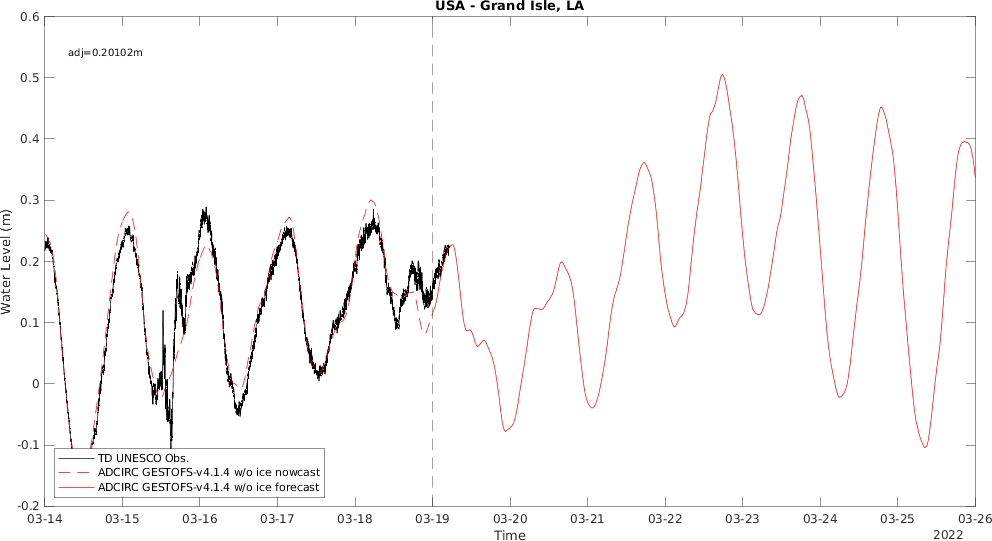 USA - Grand Isle, LA
adj=0.20102m
Water Level (m)
0.6
0.5
0.4
0.3
0.2
0.1
0
-0.1
-0.2
TD UNESCO Obs.
ADCIRC GESTOFS-v4.1.4 w/o ice nowcast
ADCIRC GESTOFS-v4.1.4 w/o ice forecast
03-14 03-15 03-16 03-17 03-18 03-19 03-20 03-21 03-22 03-23 03-24 03-25 03-26
Time
2022